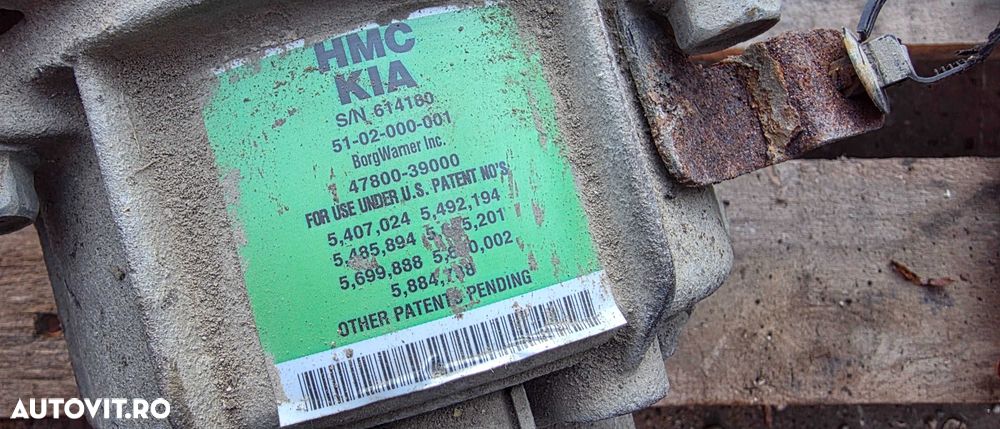 HMC
KIA
S/N 614180
51-02-000-001
BorgWarner Inc.
47800-39000
FOR USE UNDER U.S. PATENT NO'S
5,407,024 5,492,194
5,485,894
5,699,888
OTHER PATENTS PENDING
AUTOVIT.RO